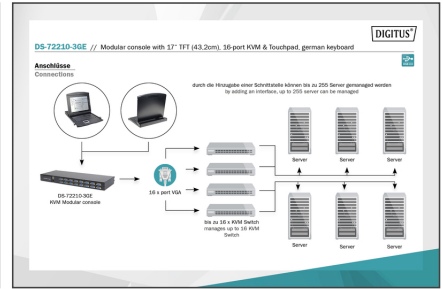 DIGITUS®
DS-72210-3GE // Modular console with 17" TFT (43,2cm), 16-port KVM & Touchpad, german keyboard
Anschlüsse
Connections
durch die Hinzugabe einer Schnittstelle können bis zu 255 Server gemanaged werden
by adding an interface, up to 255 server can be managed
Server
Server
Server
DS-72210-3GE
KVM Modular console
16 x port VGA
bis zu 16 x KVM Switch
manages up to 16 KVM
Switch
Server
Server
Server